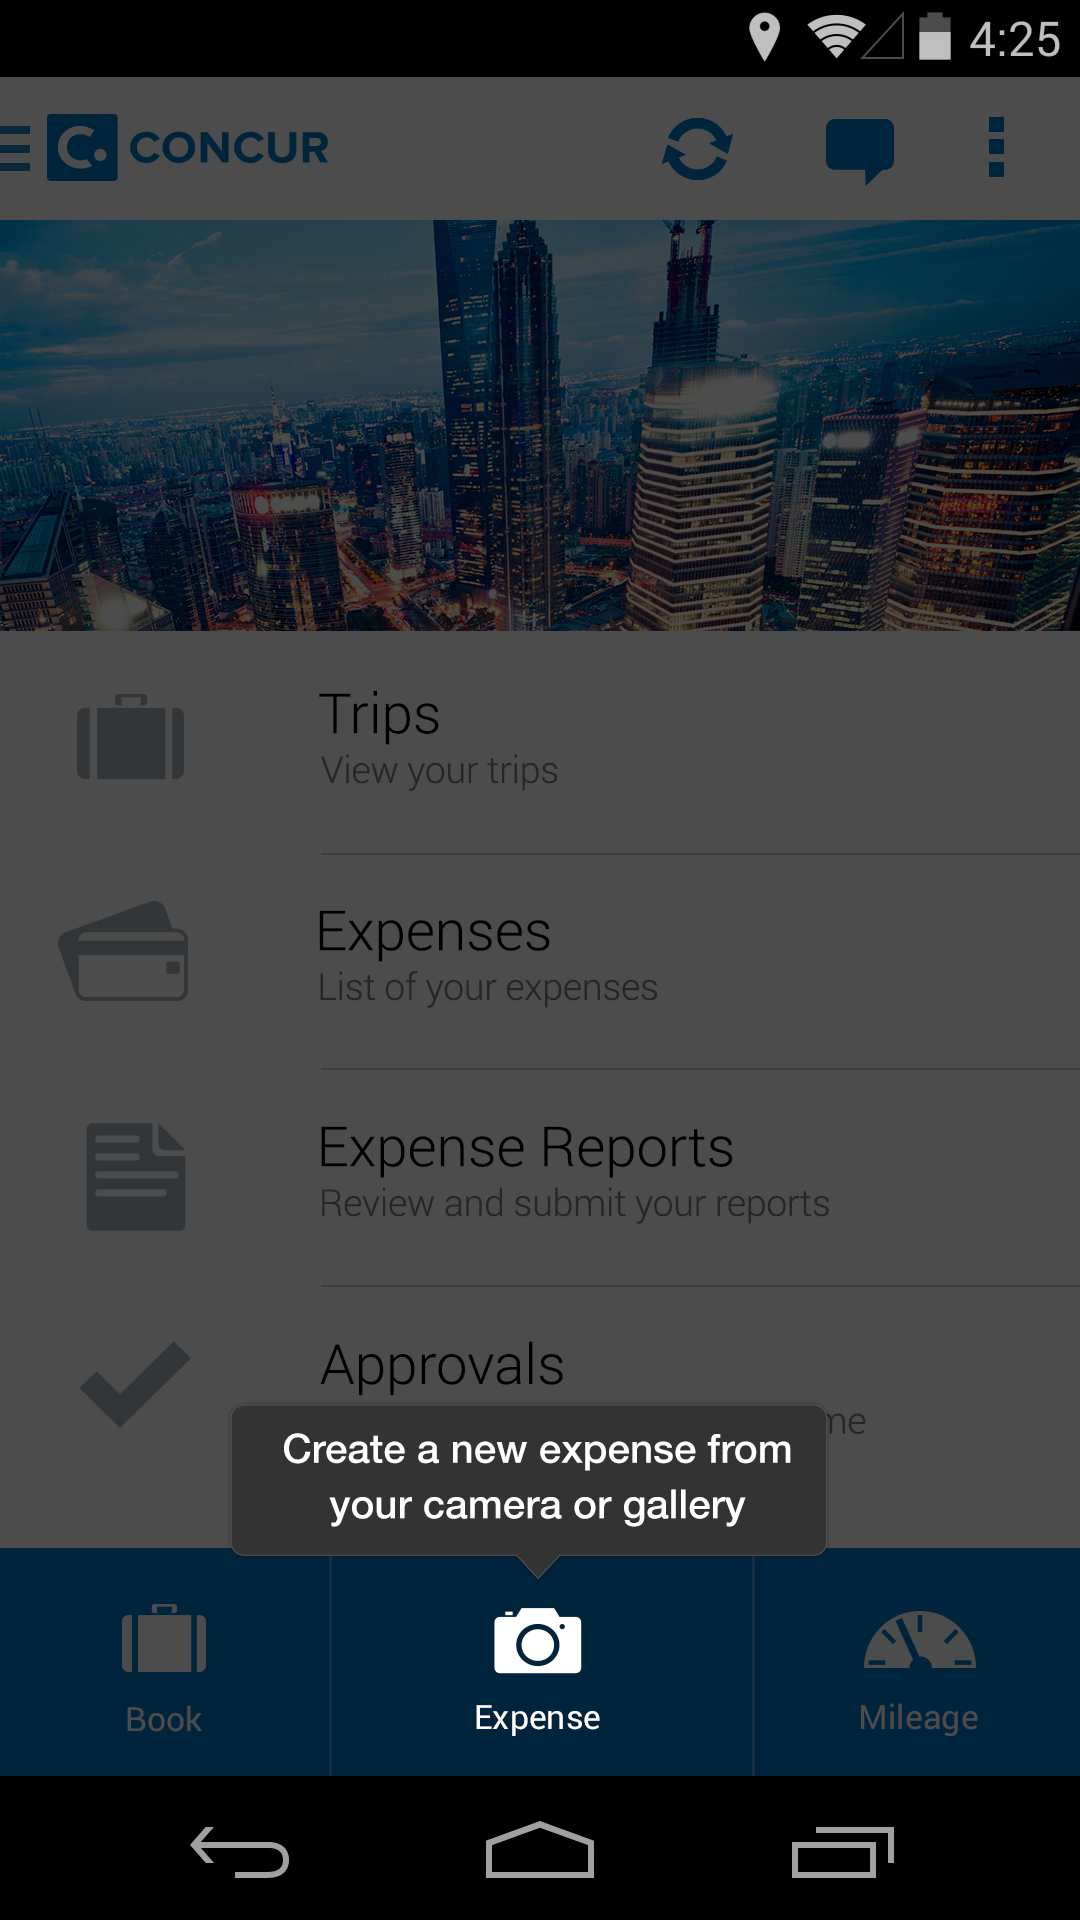 4:25
C. CONCUR
Trips
View your trips
Expenses
List of your expenses
Expense Reports
Review and submit your reports
Approvals
me
Create a new expense from
your camera or gallery
Book
Expense
Mileage